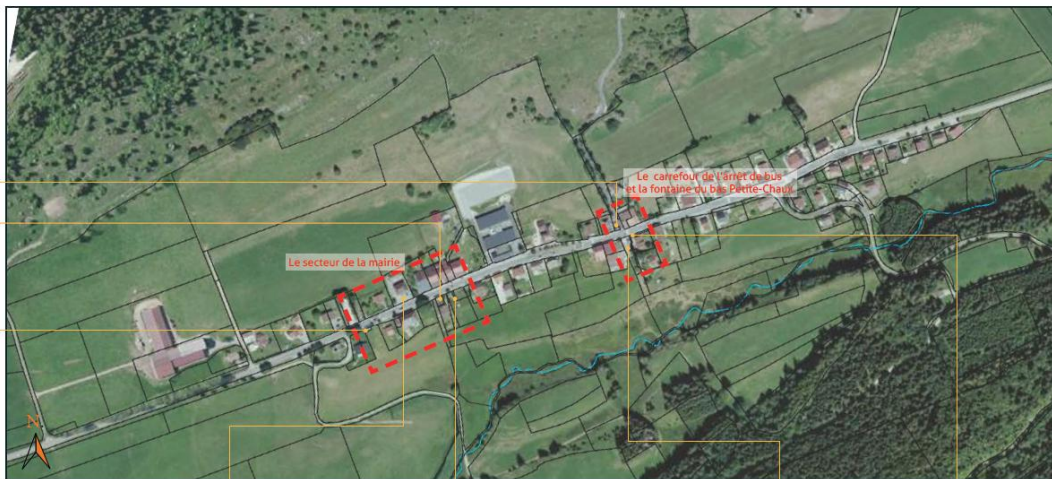 Le carrefour de l'arrêt de bus
et la fontaine du bas Petite-Chaux
Le secteur de la mairie
N